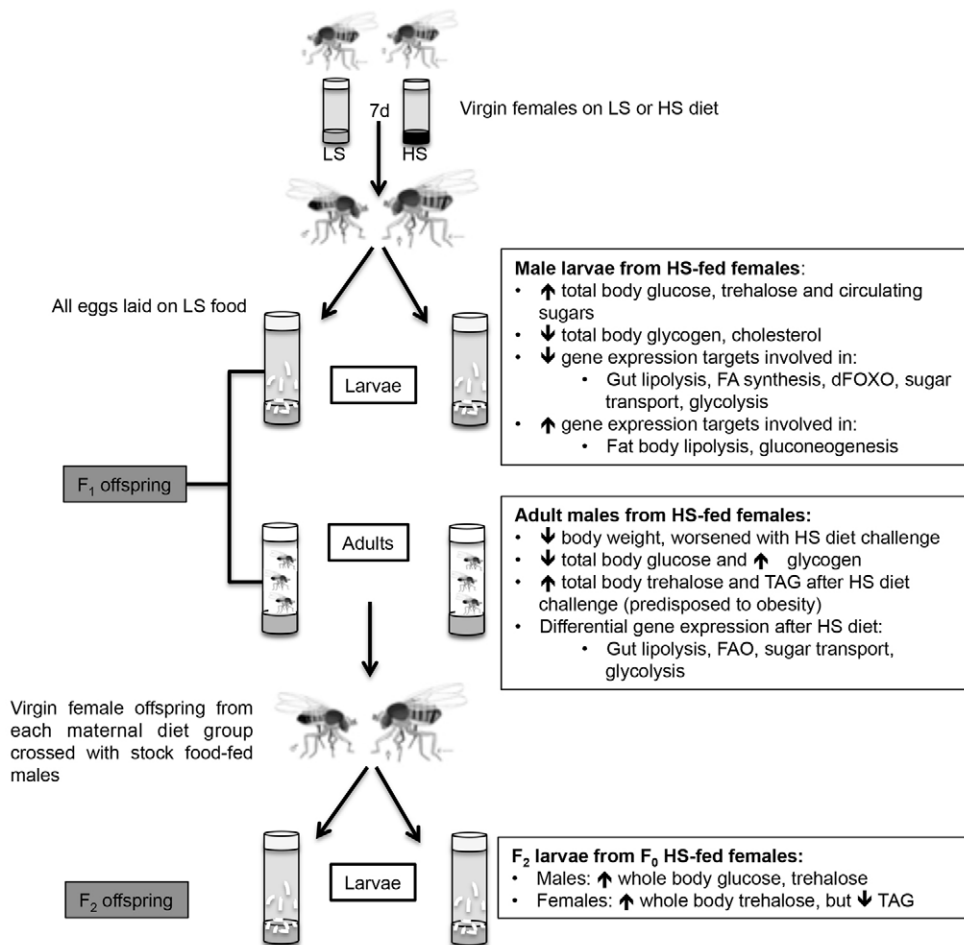 7d
Virgin females on LS or HS diet
LS
HS
All eggs laid on LS food
Larvae
Male larvae from HS-fed females:
• ↑ total body glucose, trehalose and circulating
sugars
• ↓ total body glycogen, cholesterol
• ↓ gene expression targets involved in:
• Gut lipolysis, FA synthesis, dFOXO, sugar
transport, glycolysis
• ↑ gene expression targets involved in:
• Fat body lipolysis, gluconeogenesis
F₁ offspring
Adults
Adult males from HS-fed females:
• ↓ body weight, worsened with HS diet challenge
• ↓ total body glucose and ↑ glycogen
• ↑ total body trehalose and TAG after HS diet
challenge (predisposed to obesity)
• Differential gene expression after HS diet:
• Gut lipolysis, FAO, sugar transport,
glycolysis
Virgin female offspring from
each maternal diet group
crossed with stock food-fed
males
Larvae
F₂ offspring
F₂ larvae from F₀ HS-fed females:
• Males: ↑ whole body glucose, trehalose
• Females: ↑ whole body trehalose, but ↓ TAG